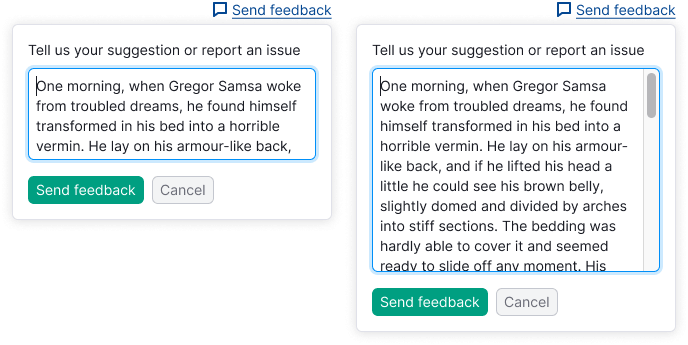 Send feedback
Tell us your suggestion or report an issue
One morning, when Gregor Samsa woke
from troubled dreams, he found himself
transformed in his bed into a horrible
vermin. He lay on his armour-like back,
Send feedback
Cancel
Send feedback
Tell us your suggestion or report an issue
One morning, when Gregor Samsa
woke from troubled dreams, he found
himself transformed in his bed into a
horrible vermin. He lay on his armour-
like back, and if he lifted his head a
little he could see his brown belly,
slightly domed and divided by arches
into stiff sections. The bedding was
hardly able to cover it and seemed
ready to slide off any moment. His
Send feedback
Cancel